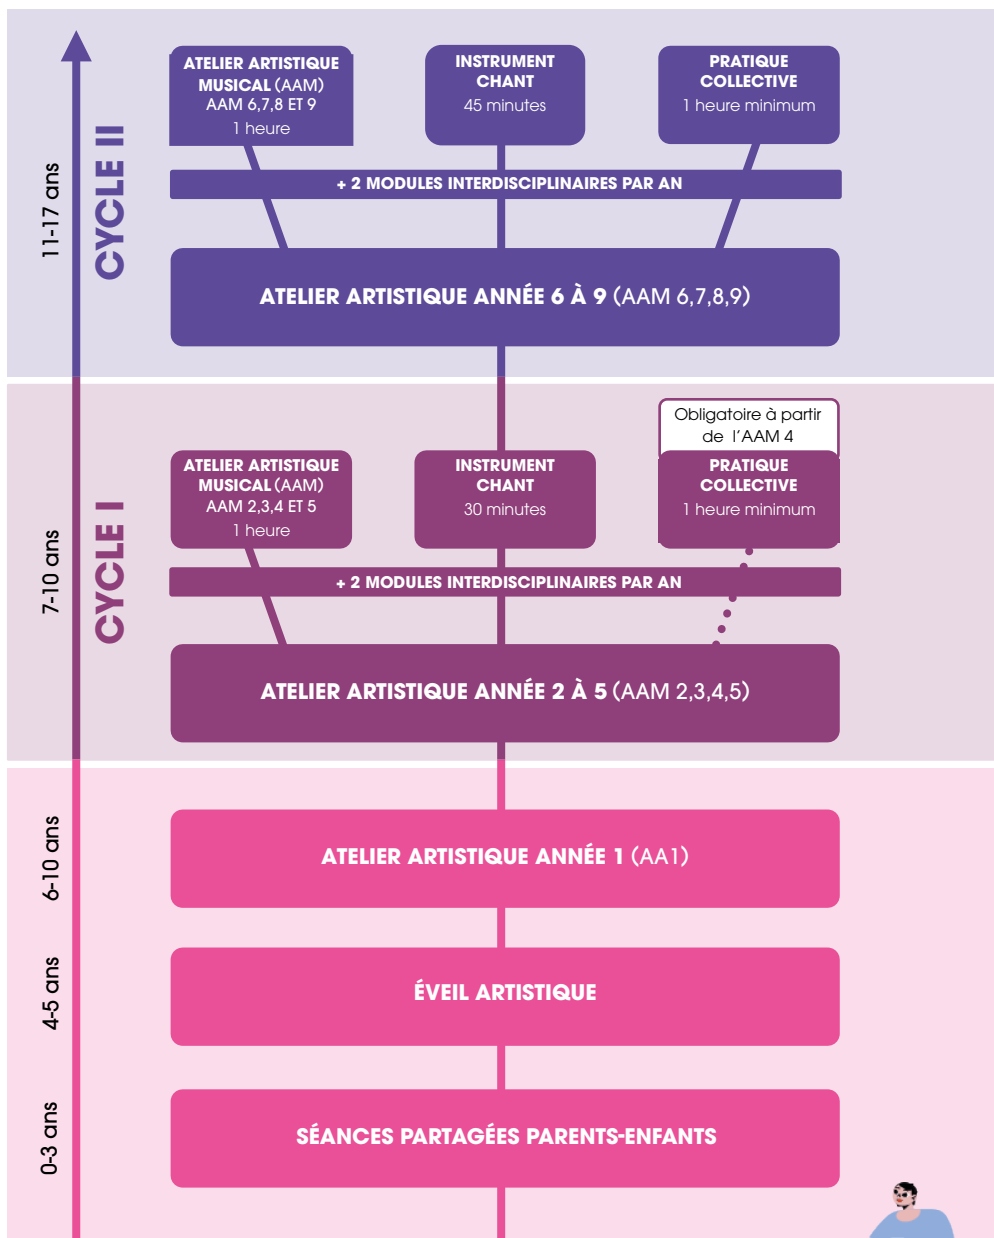 ATELIER ARTISTIQUE
MUSICAL (AAM)
AAM 6,7,8 ET 9
1 heure
INSTRUMENT
CHANT
45 minutes
PRATIQUE
COLLECTIVE
1 heure minimum
+ 2 MODULES INTERDISCIPLINAIRES PAR AN
ATELIER ARTISTIQUE ANNÉE 6 À 9 (AAM 6,7,8,9)
CYCLE II
11-17 ans
Obligatoire à partir
de l'AAM 4
ATELIER ARTISTIQUE
MUSICAL (AAM)
AAM 2,3,4 ET 5
1 heure
INSTRUMENT
CHANT
30 minutes
PRATIQUE
COLLECTIVE
1 heure minimum
+ 2 MODULES INTERDISCIPLINAIRES PAR AN
ATELIER ARTISTIQUE ANNÉE 2 À 5 (AAM 2,3,4,5)
CYCLE I
7-10 ans
ATELIER ARTISTIQUE ANNÉE 1 (AA1)
6-10 ans
ÉVEIL ARTISTIQUE
4-5 ans
SÉANCES PARTAGÉES PARENTS-ENFANTS
0-3 ans